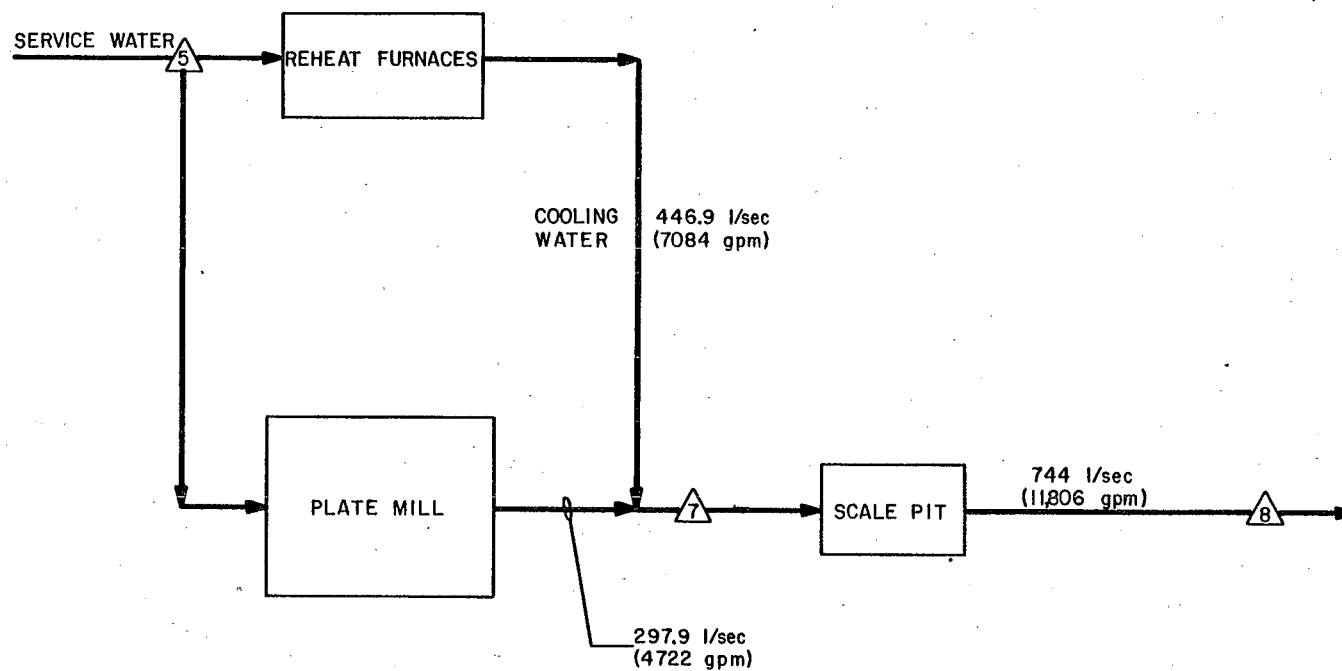 SERVICE WATER
5
REHEAT FURNACES
COOLING
WATER
446.9 l/sec
(7084 gpm)
PLATE MILL
7
SCALE PIT
744 l/sec
(11,806 gpm)
8
297.9 l/sec
(4722 gpm)